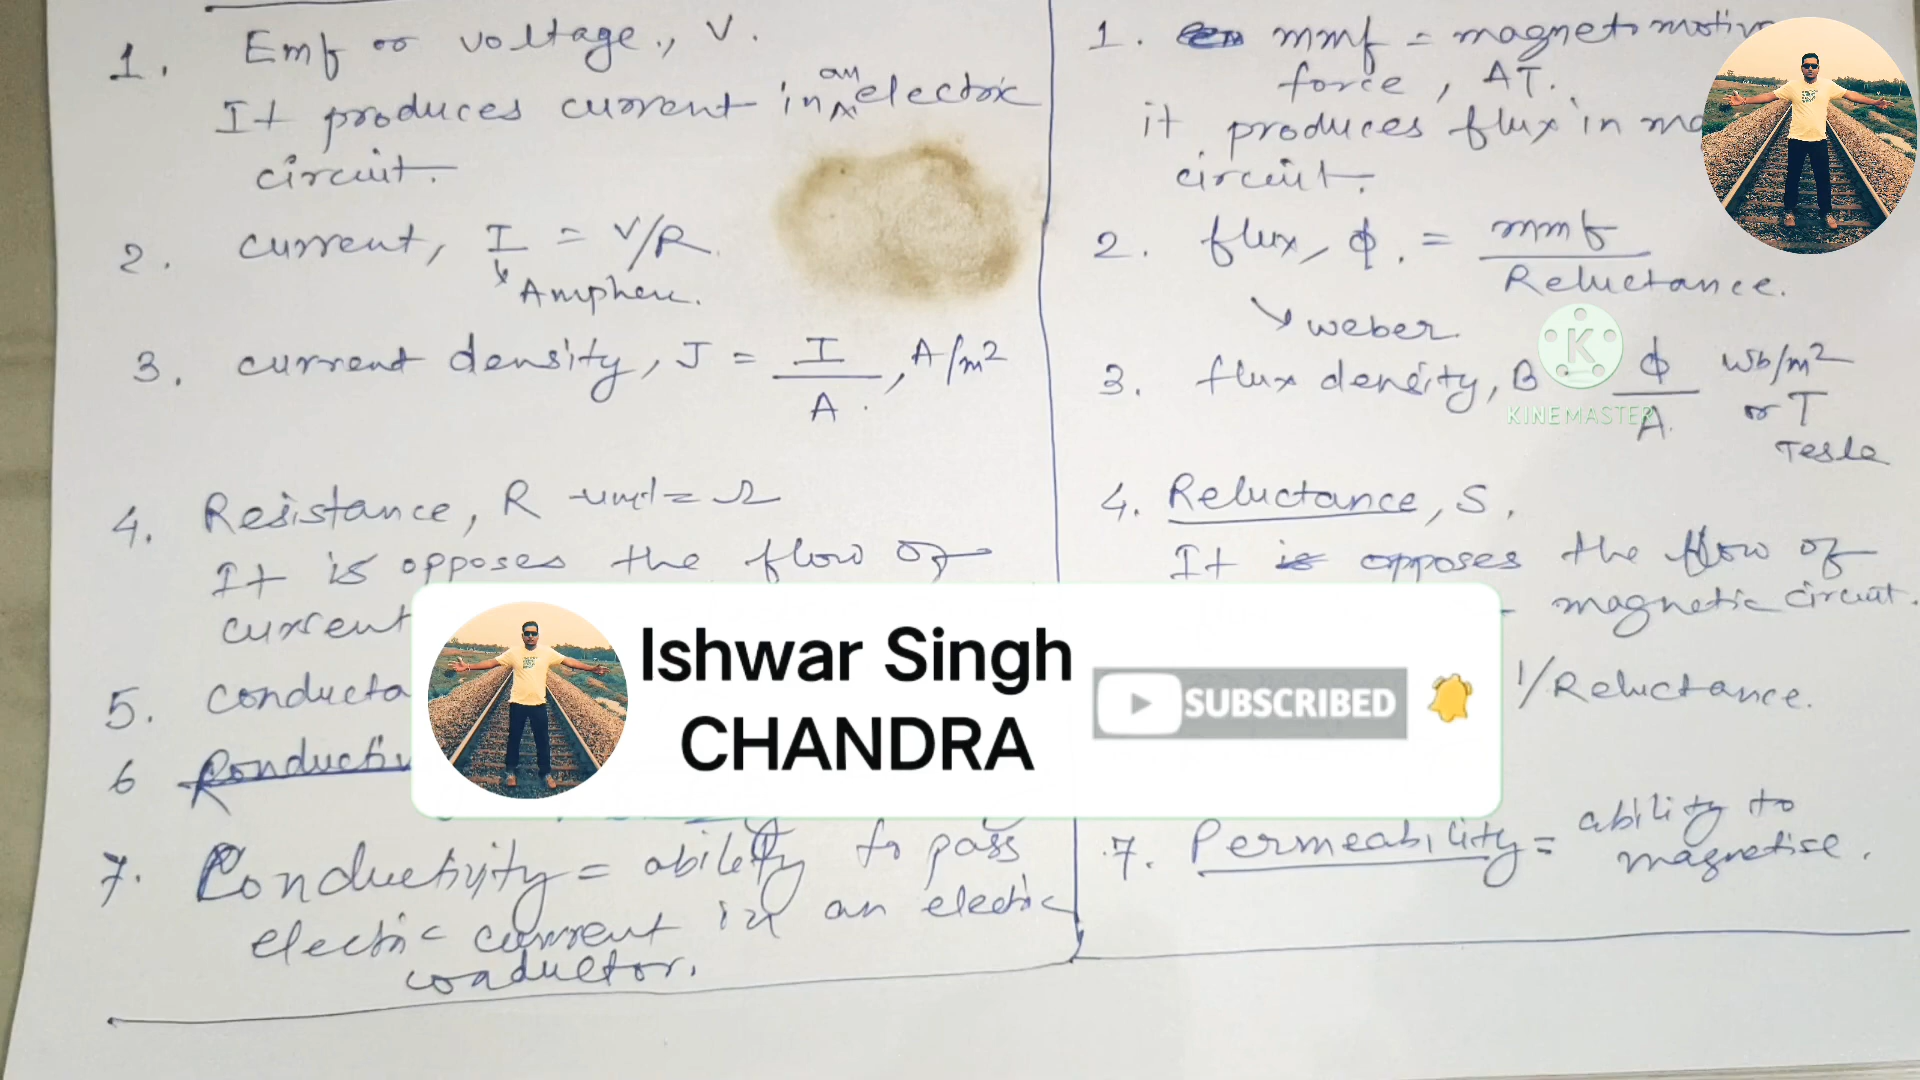 1. Emf or voltage., V.
It produces current in an electric
circuit.
2. current, I = V/R
Amphere.
3. current density, J = I/A, A/m2
4. Resistance, R unit = Ω
It is opposes the flow of
current
5. conducta
6 Conductiv
7. Conductivity = ability to pass
electric current in an electric
conductor.
1. mmf = magneto motive
force, AT.
it produces flux in ma
circuit.
2. flux, ϕ. = mmf/Reluctance.
weber
3. flux density, B ϕ/A. Wb/m2
or T
Tesla
KINEMASTER
4. Reluctance, S.
It is opposes the flow of
magnetic circuit.
1/Reluctance.
7. Permeability = ability to
magnetise.
Ishwar Singh
CHANDRA
SUBSCRIBED